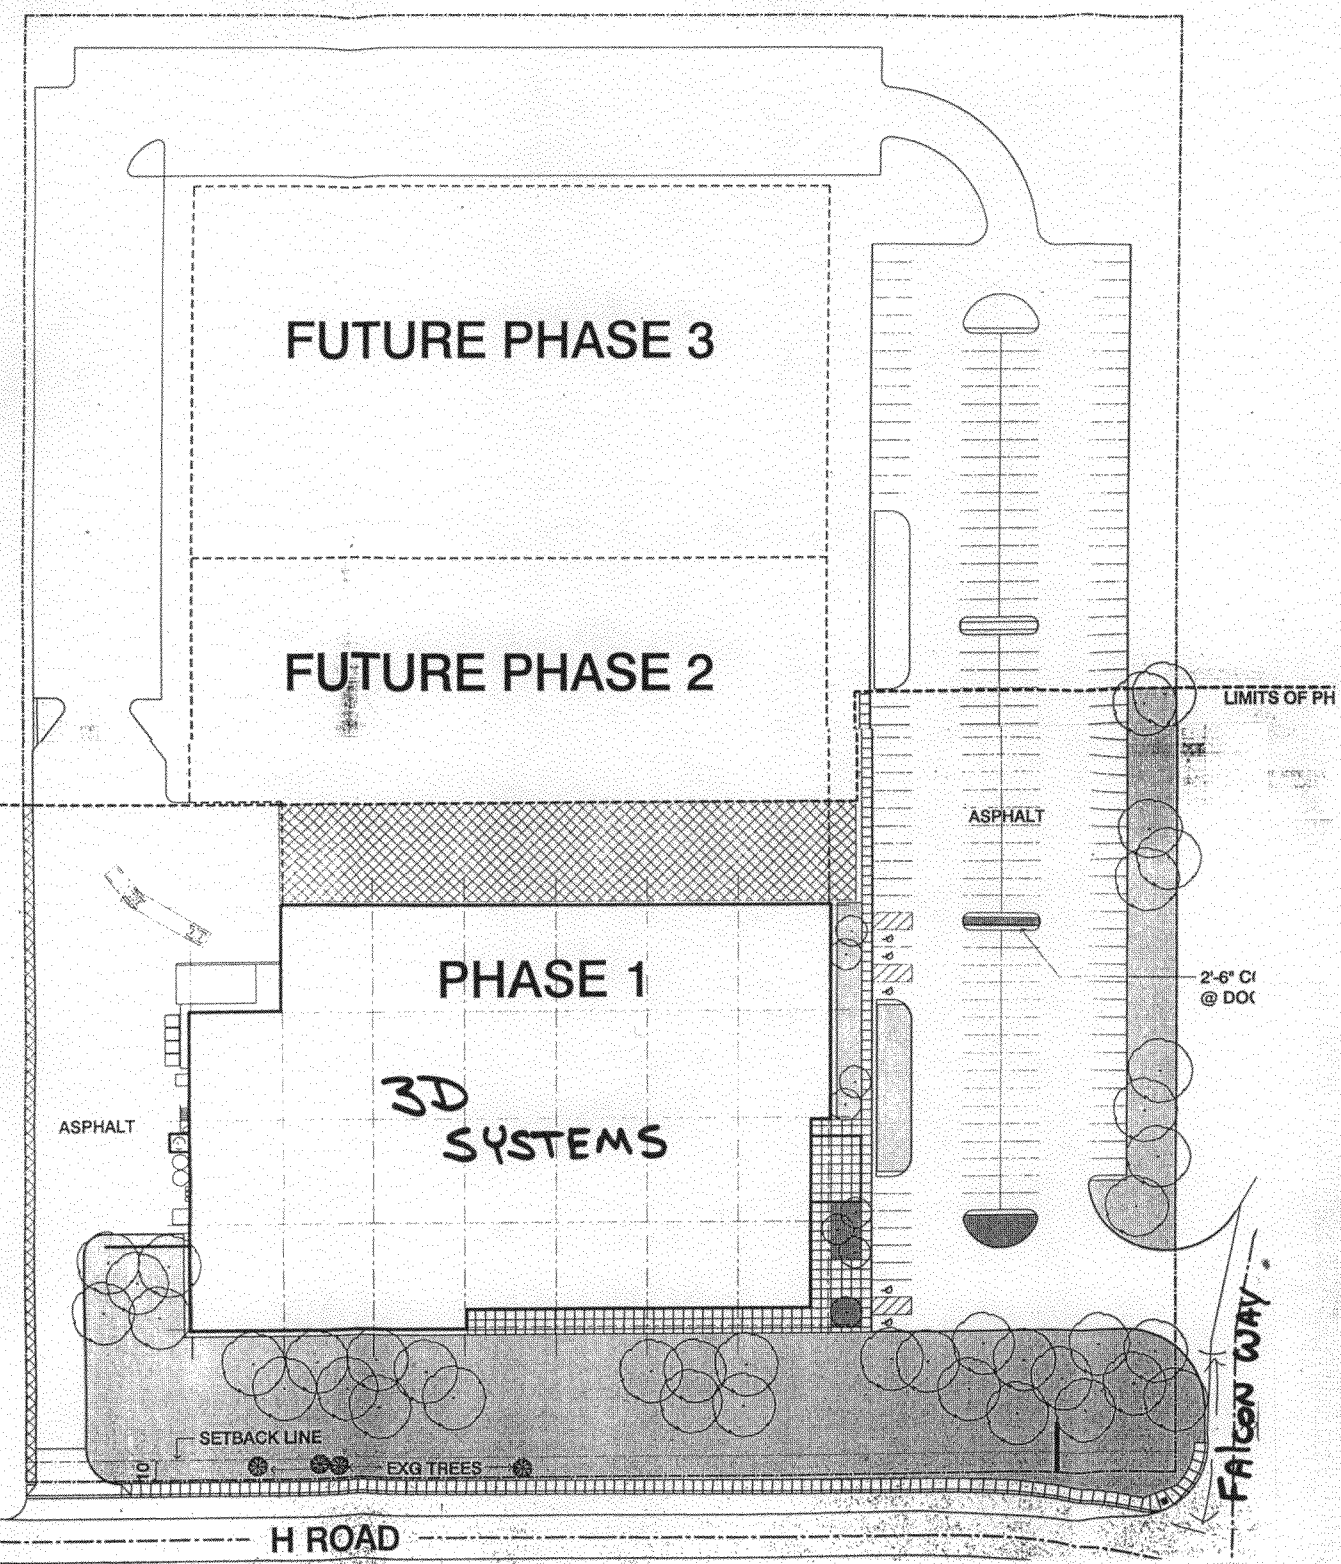 FUTURE PHASE 3
FUTURE PHASE 2
LIMITS OF PH
ASPHALT
PHASE 1
2'-6" C
@ DO
3D
SYSTEMS
ASPHALT
FAlCON WAY
SETBACK LINE
10'
EXG TREES
H ROAD